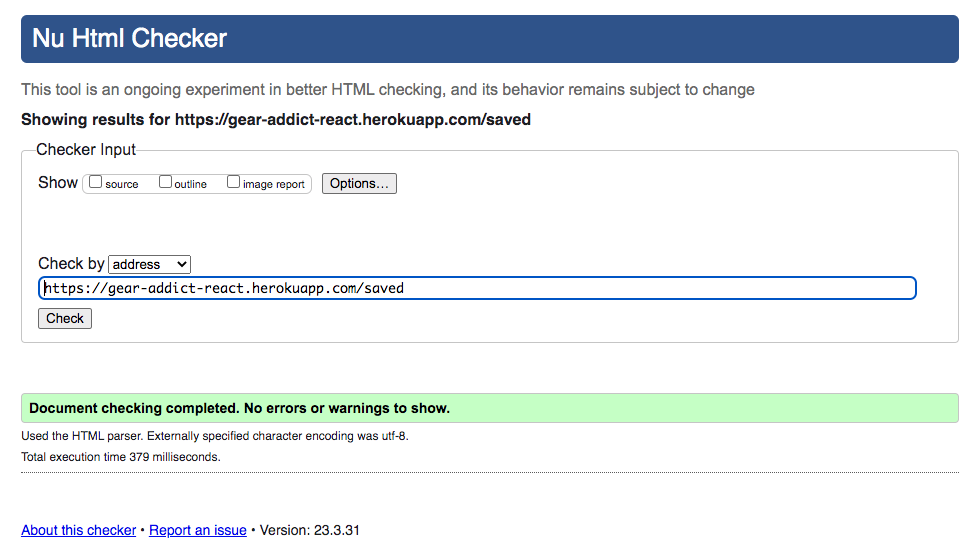 Nu Html Checker
This tool is an ongoing experiment in better HTML checking, and its behavior remains subject to change
Showing results for https://gear-addict-react.herokuapp.com/saved
Checker Input
Show source outline image report Options...
Check by address
https://gear-addict-react.herokuapp.com/saved
Check
Document checking completed. No errors or warnings to show.
Used the HTML parser. Externally specified character encoding was utf-8.
Total execution time 379 milliseconds.
About this checker • Report an issue • Version: 23.3.31